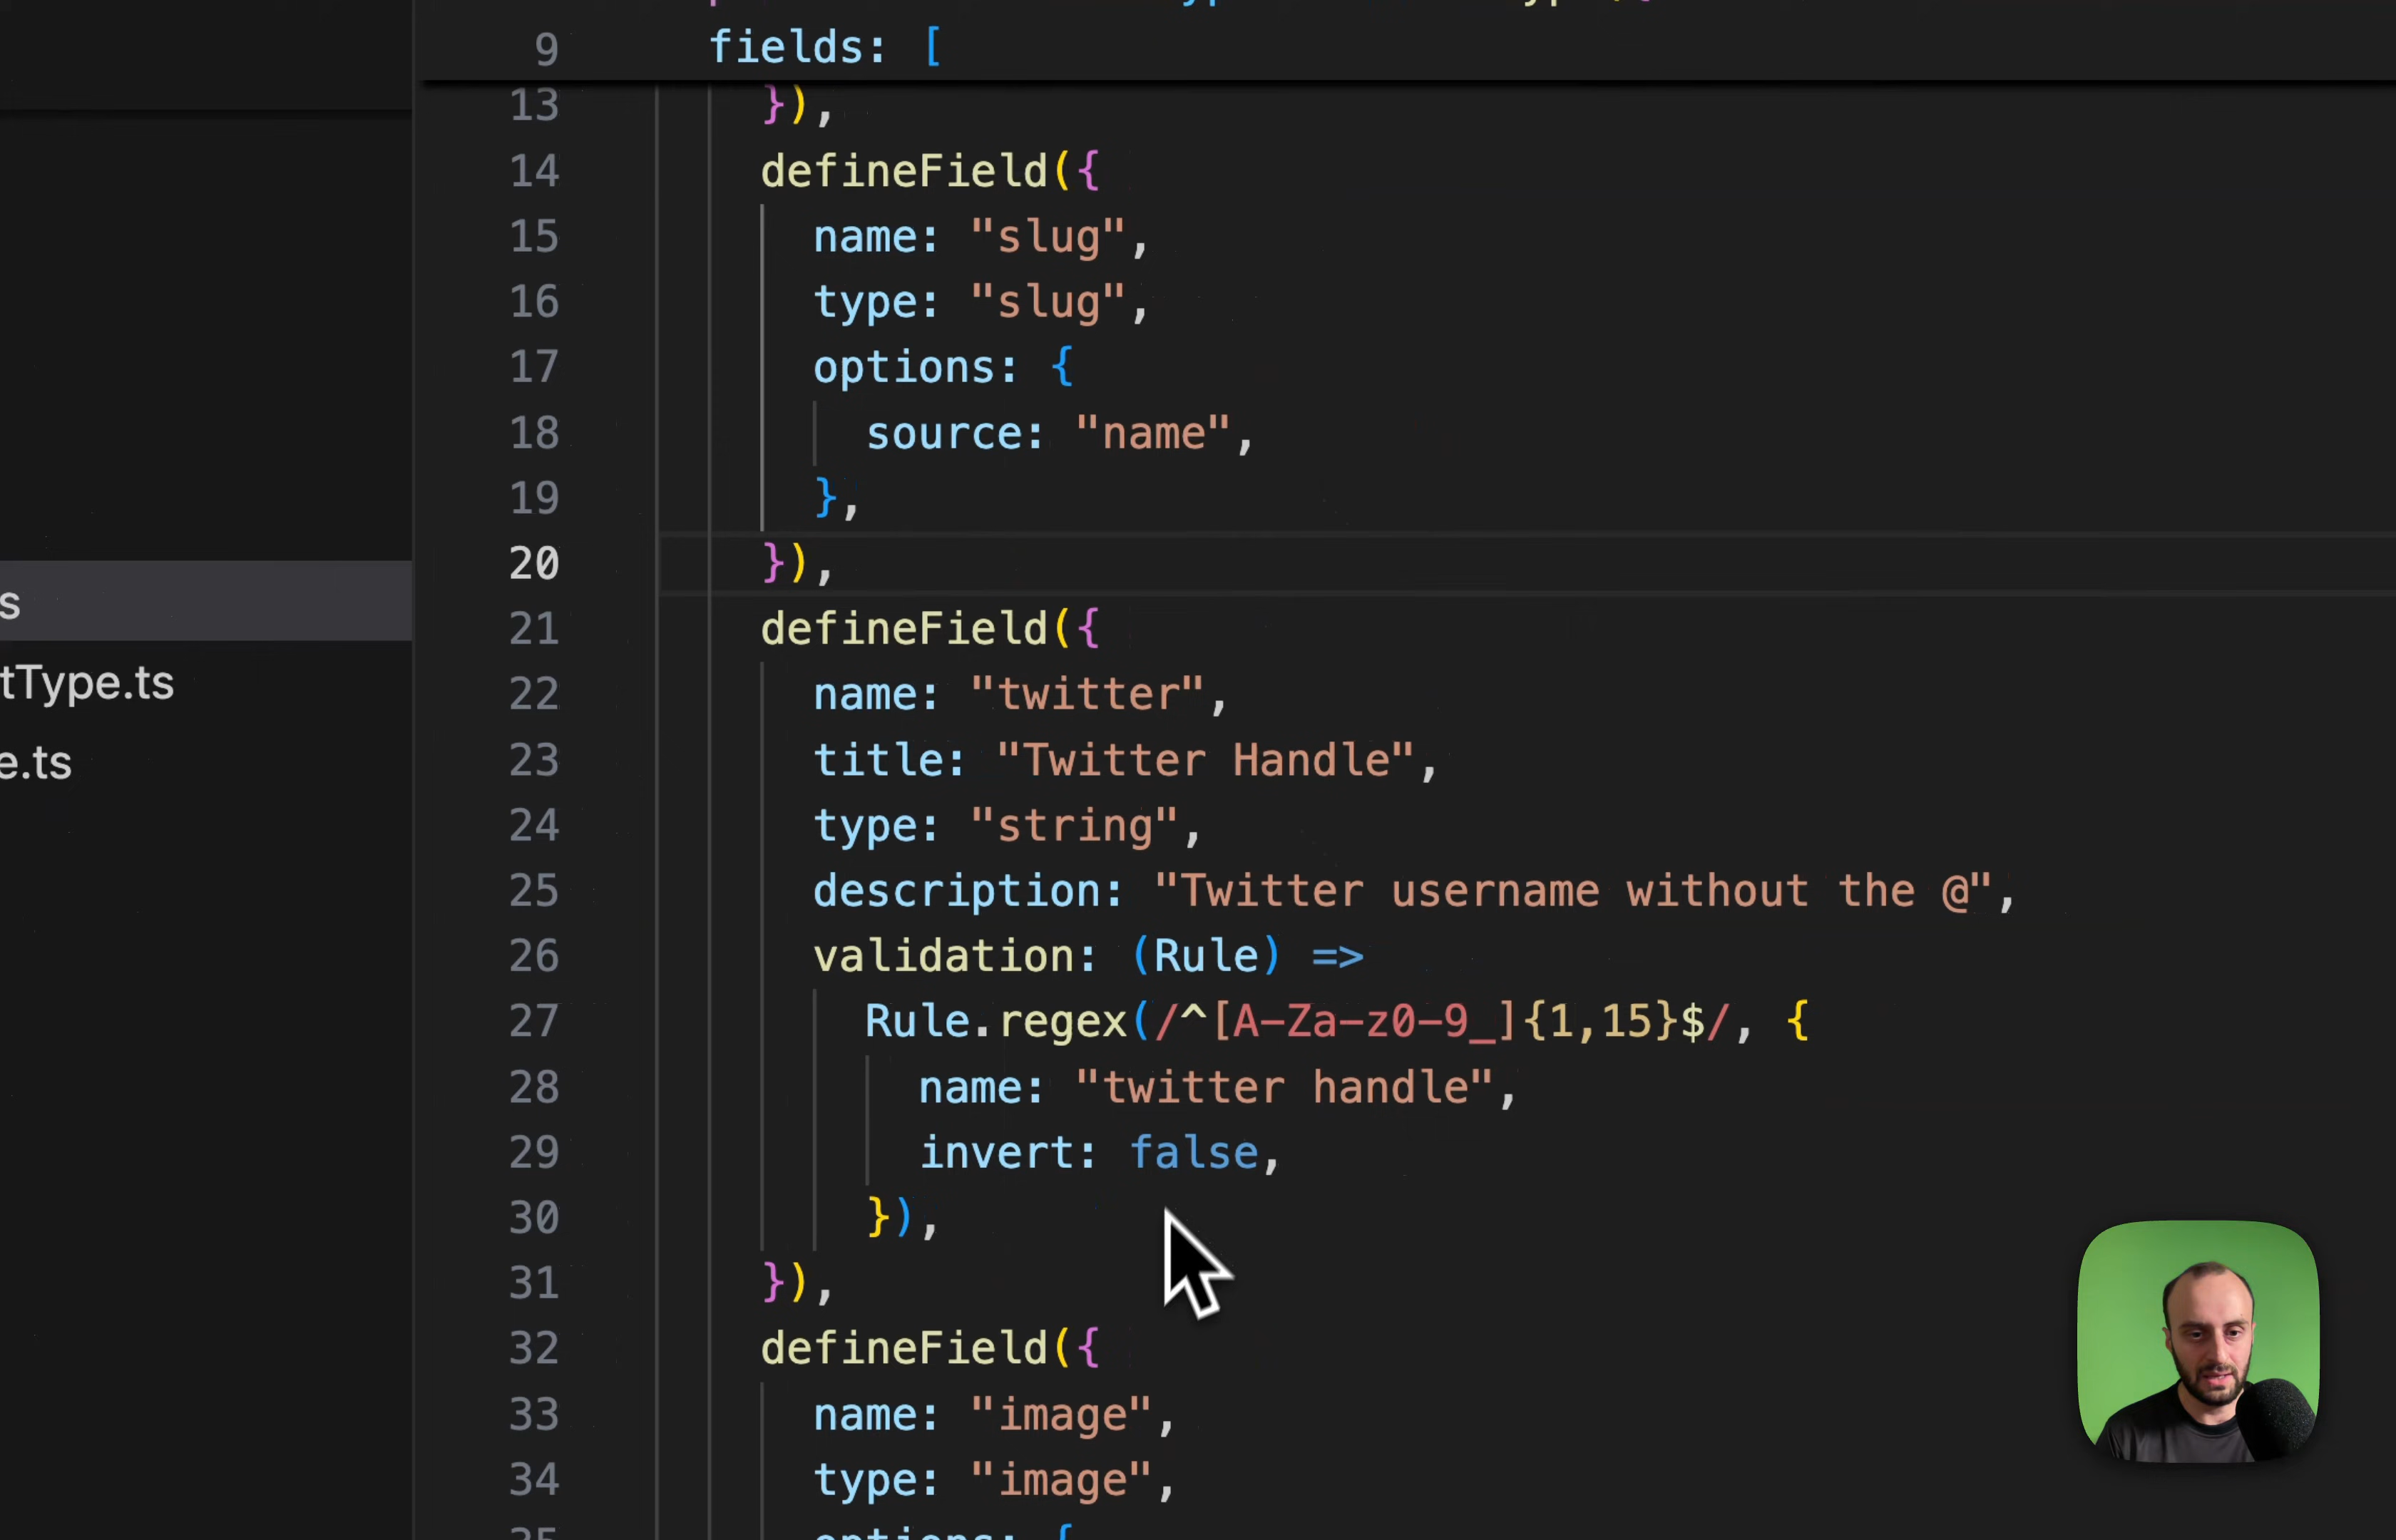 9 fields: [
13 }),
14 defineField({
15 name: "slug",
16 type: "slug",
17 options: {
18 source: "name",
19 },
20 }),
21 defineField({
22 name: "twitter",
23 title: "Twitter Handle",
24 type: "string",
25 description: "Twitter username without the @",
26 validation: (Rule) =>
27 Rule.regex(/^[A-Za-z0-9_]{1,15}$/, {
28 name: "twitter handle",
29 invert: false,
30 }),
31 }),
32 defineField({
33 name: "image",
34 type: "image",
35 options: {
s
tType.ts
e.ts